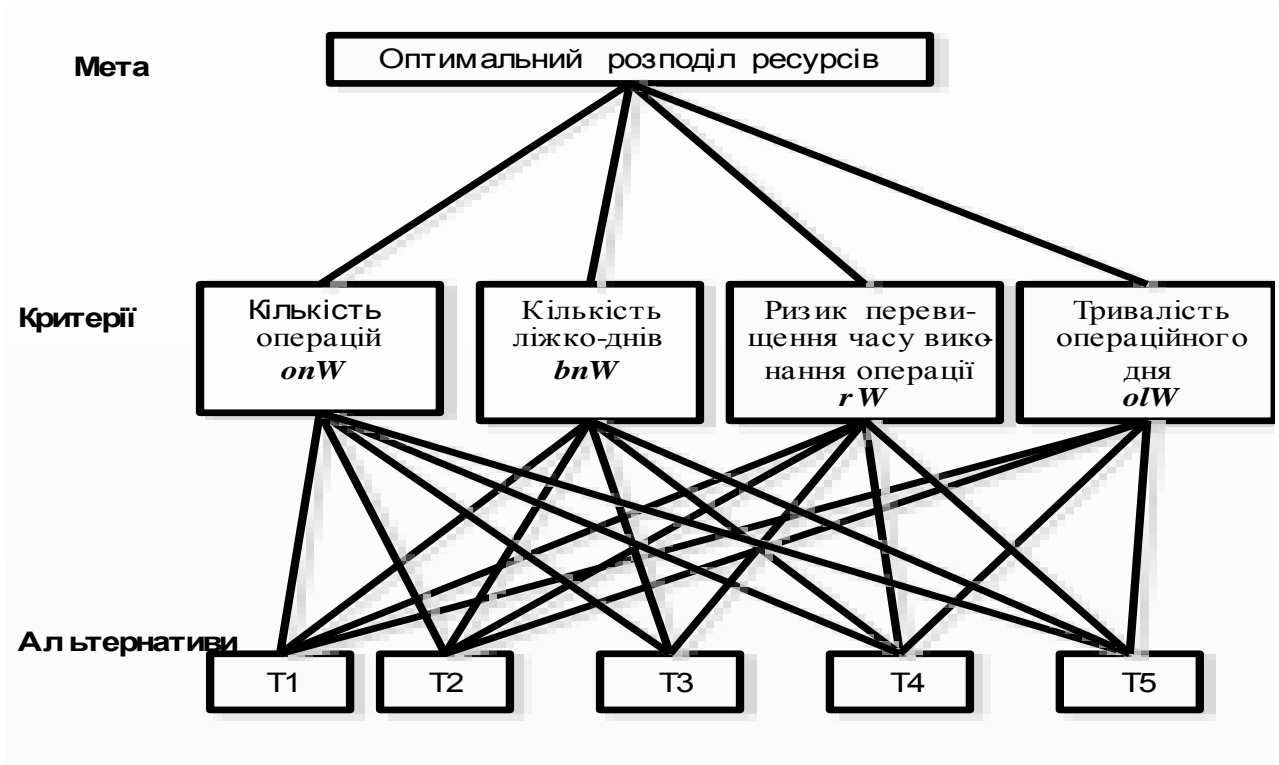 Мета
Оптимальний розподіл ресурсів
Критерії
Кількість
операцій
onW
Кількість
ліжко-днів
bnW
Ризик переви-
щення часу вико-
нання операції
r W
Тривалість
операційного
дня
olW
Альтернативи
T1
T2
T3
T4
T5